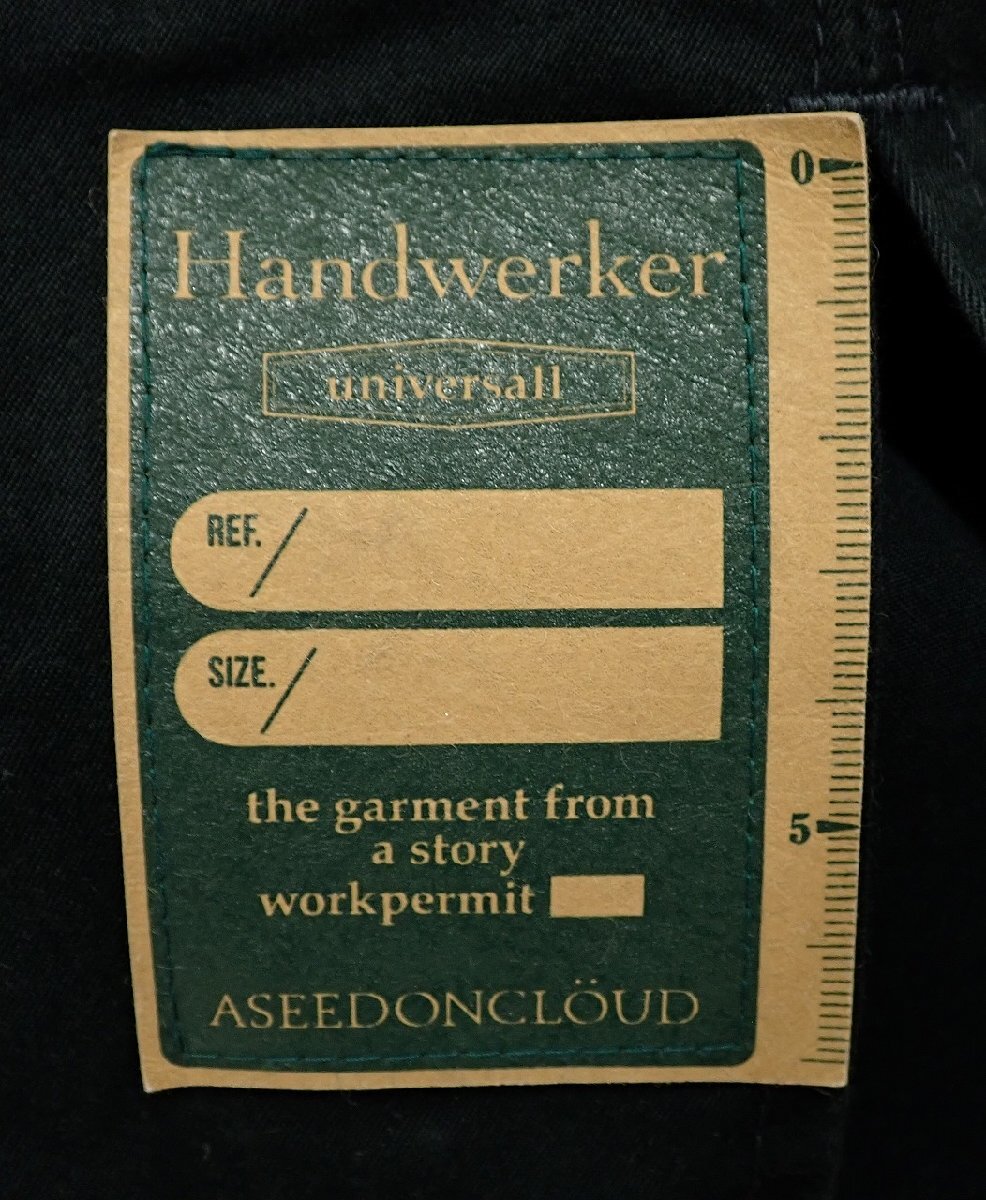 Handwerker
universall
REF. /
SIZE. /
the garment from
a story
workpermit
ASEEDONCLÖUD
0
5